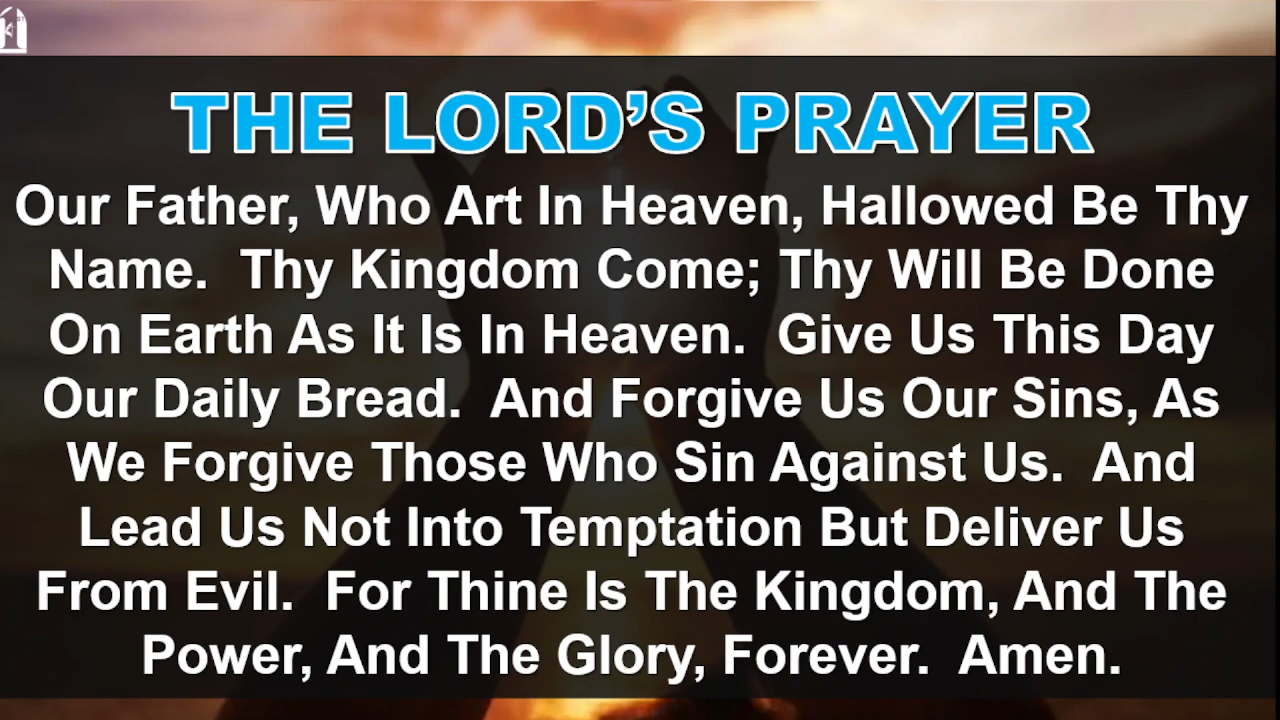 THE LORD’S PRAYER
Our Father, Who Art In Heaven, Hallowed Be Thy
Name.  Thy Kingdom Come; Thy Will Be Done
On Earth As It Is In Heaven.  Give Us This Day
Our Daily Bread.  And Forgive Us Our Sins, As
We Forgive Those Who Sin Against Us.  And
Lead Us Not Into Temptation But Deliver Us
From Evil.  For Thine Is The Kingdom, And The
Power, And The Glory, Forever.  Amen.